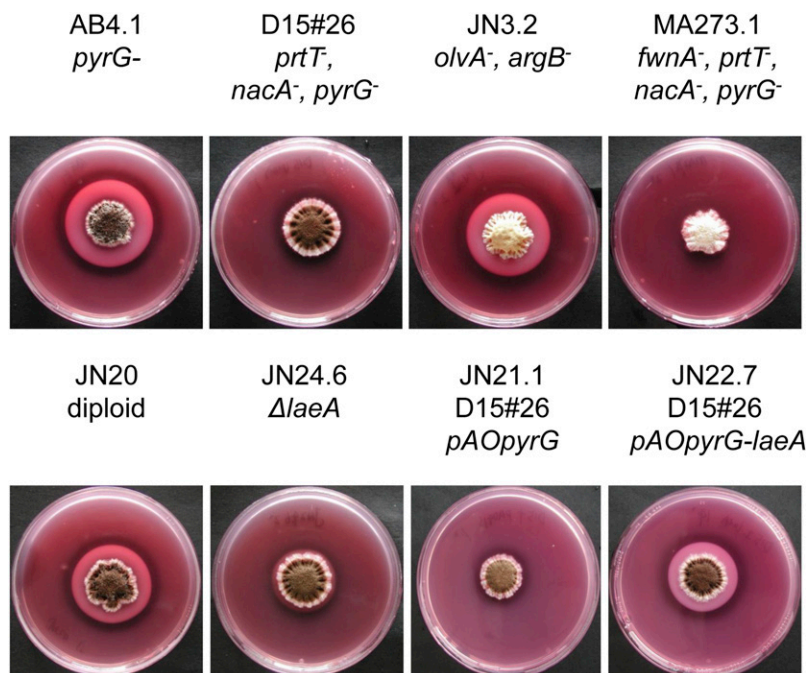 AB4.1
pyrG-
D15#26
prtT-,
nacA-, pyrG-
JN3.2
olvA-, argB-
MA273.1
fwnA-, prtT-,
nacA-, pyrG-
JN20
diploid
JN24.6
ΔlaeA
JN21.1
D15#26
pAOpyrG
JN22.7
D15#26
pAOpyrG-laeA